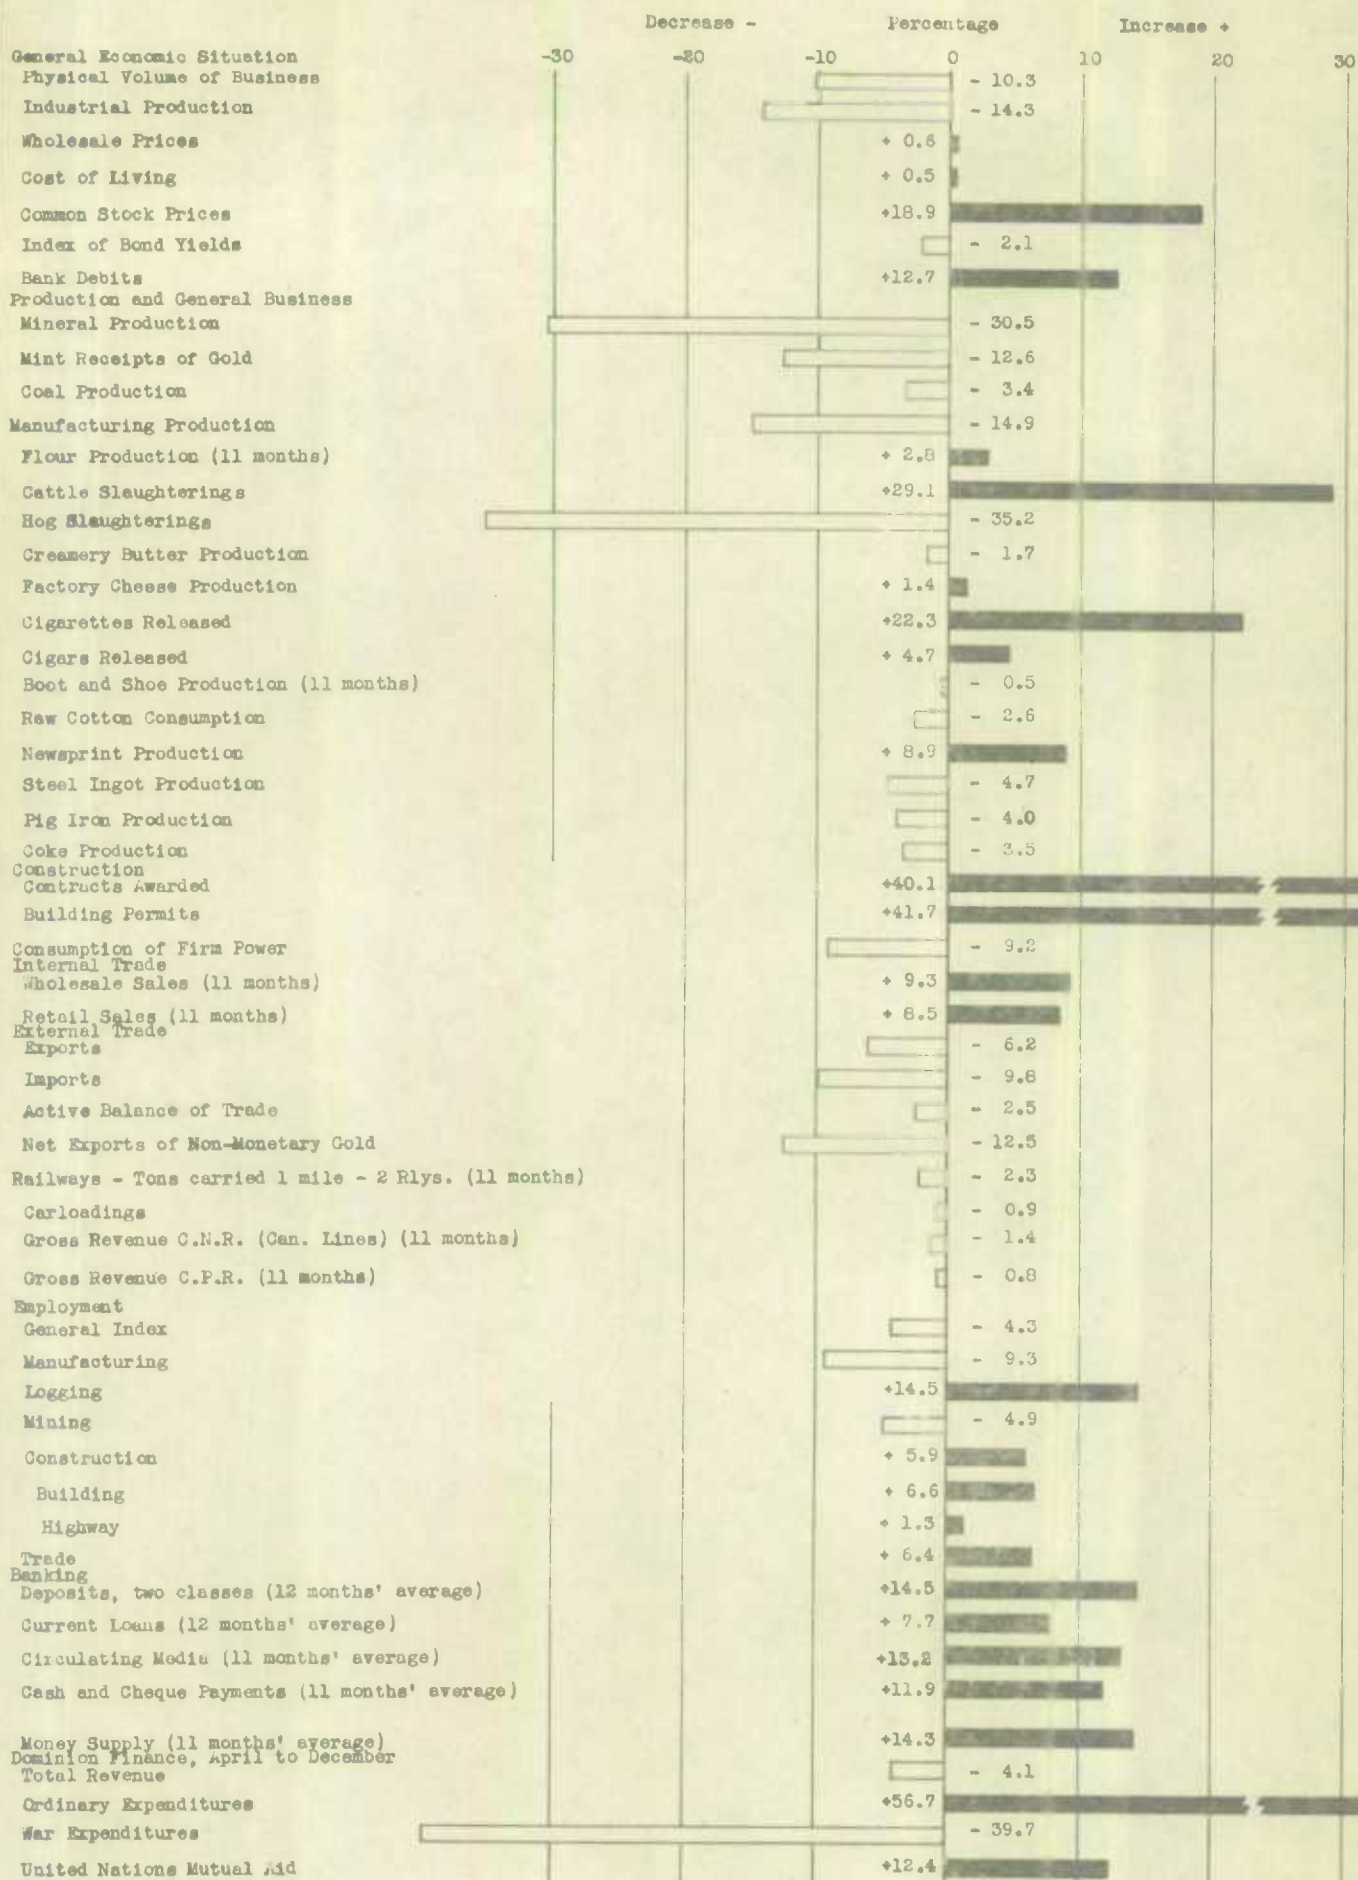 Decrease - Percentage Increase +
General Economic Situation -30 -20 -10 0 10 20 30
Physical Volume of Business - 10.3
Industrial Production - 14.3
Wholesale Prices + 0.6
Cost of Living + 0.5
Common Stock Prices +18.9
Index of Bond Yields - 2.1
Bank Debits +12.7
Production and General Business
Mineral Production - 30.5
Mint Receipts of Gold - 12.6
Coal Production - 3.4
Manufacturing Production - 14.9
Flour Production (11 months) + 2.8
Cattle Slaughterings +29.1
Hog Slaughterings - 35.2
Creamery Butter Production - 1.7
Factory Cheese Production + 1.4
Cigarettes Released +22.3
Cigars Released + 4.7
Boot and Shoe Production (11 months) - 0.5
Raw Cotton Consumption - 2.6
Newsprint Production + 8.9
Steel Ingot Production - 4.7
Pig Iron Production - 4.0
Coke Production - 3.5
Construction
Contructs Awarded +40.1
Building Permits +41.7
Consumption of Firm Power - 9.2
Internal Trade
Wholesale Sales (11 months) + 9.3
Retail Sales (11 months) + 8.5
External Trade
Exports - 6.2
Imports - 9.8
Active Balance of Trade - 2.5
Net Exports of Non-Monetary Gold - 12.5
Railways - Tons carried 1 mile - 2 Rlys. (11 months) - 2.3
Carloadings - 0.9
Gross Revenue C.N.R. (Can. Lines) (11 months) - 1.4
Gross Revenue C.P.R. (11 months) - 0.8
Employment
General Index - 4.3
Manufacturing - 9.3
Logging +14.5
Mining - 4.9
Construction + 5.9
Building + 6.6
Highway + 1.3
Trade + 6.4
Banking
Deposits, two classes (12 months' average) +14.5
Current Loans (12 months' average) + 7.7
Circulating Media (11 months' average) +13.2
Cash and Cheque Payments (11 months' average) +11.9
Money Supply (11 months' average) +14.3
Dominion Finance, April to December
Total Revenue - 4.1
Ordinary Expenditures +56.7
War Expenditures - 39.7
United Nations Mutual Aid +12.4